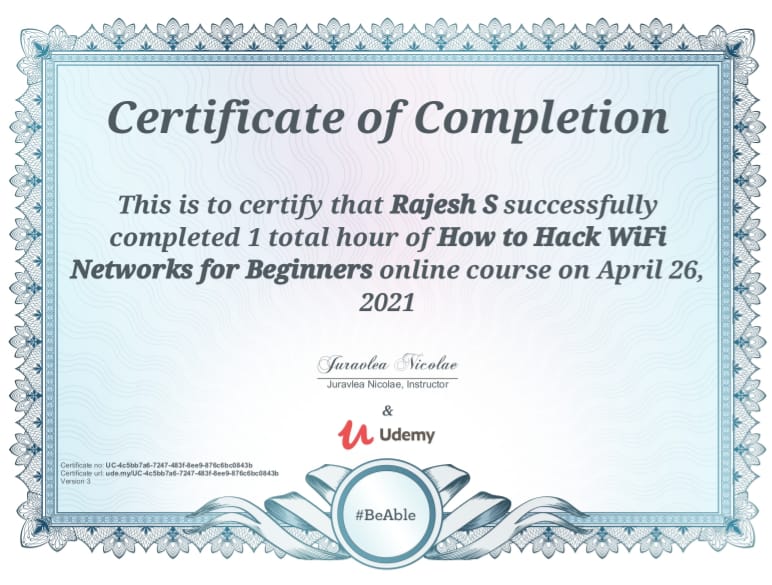 Certificate of Completion
This is to certify that Rajesh S successfully
completed 1 total hour of How to Hack WiFi
Networks for Beginners online course on April 26,
2021
Juravlea Nicolae
Juravlea Nicolae, Instructor
&
Udemy
Certificate no: UC-4c5bb7a6-7247-483f-8ee9-876c6bc0843b
Certificate url: ude.my/UC-4c5bb7a6-7247-483f-8ee9-876c6bc0843b
Version 3
#BeAble